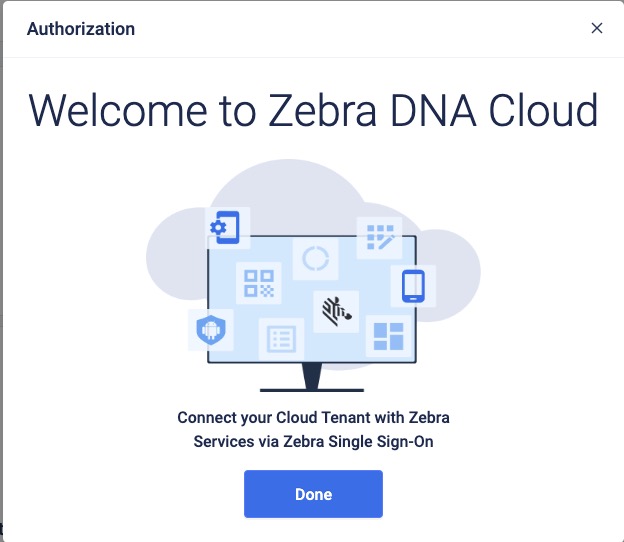 Authorization
Welcome to Zebra DNA Cloud
Connect your Cloud Tenant with Zebra
Services via Zebra Single Sign-On
Done